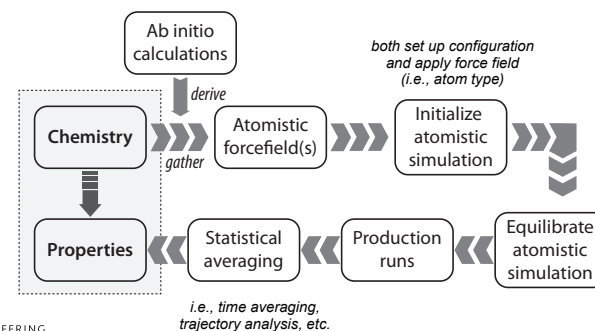 Ab initio
calculations
both set up configuration
and apply force field
(i.e., atom type)
derive
Chemistry
gather
Atomistic
forcefield(s)
Initialize
atomistic
simulation
Properties
Statistical
averaging
Production
runs
Equilibrate
atomistic
simulation
i.e., time averaging,
trajectory analysis, etc.